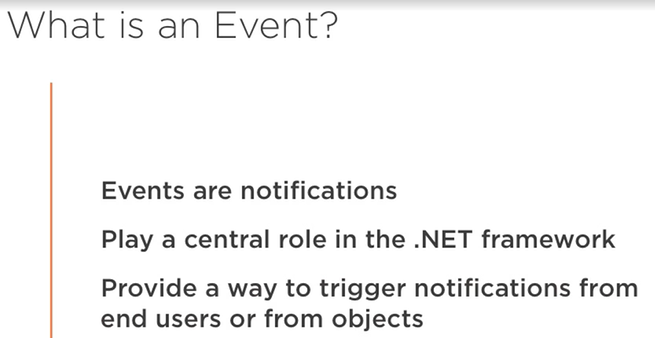 What is an Event?
Events are notifications
Play a central role in the .NET framework
Provide a way to trigger notifications from
end users or from objects